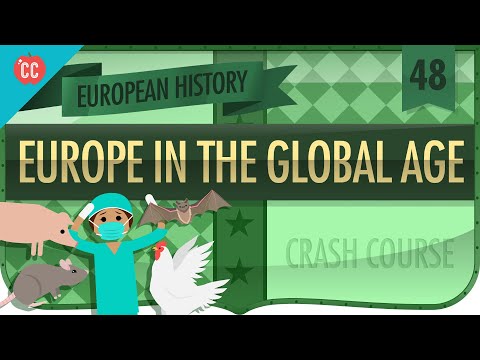 CC
EUROPEAN HISTORY
48
EUROPE IN THE GLOBAL AGE
CRASH COURSE